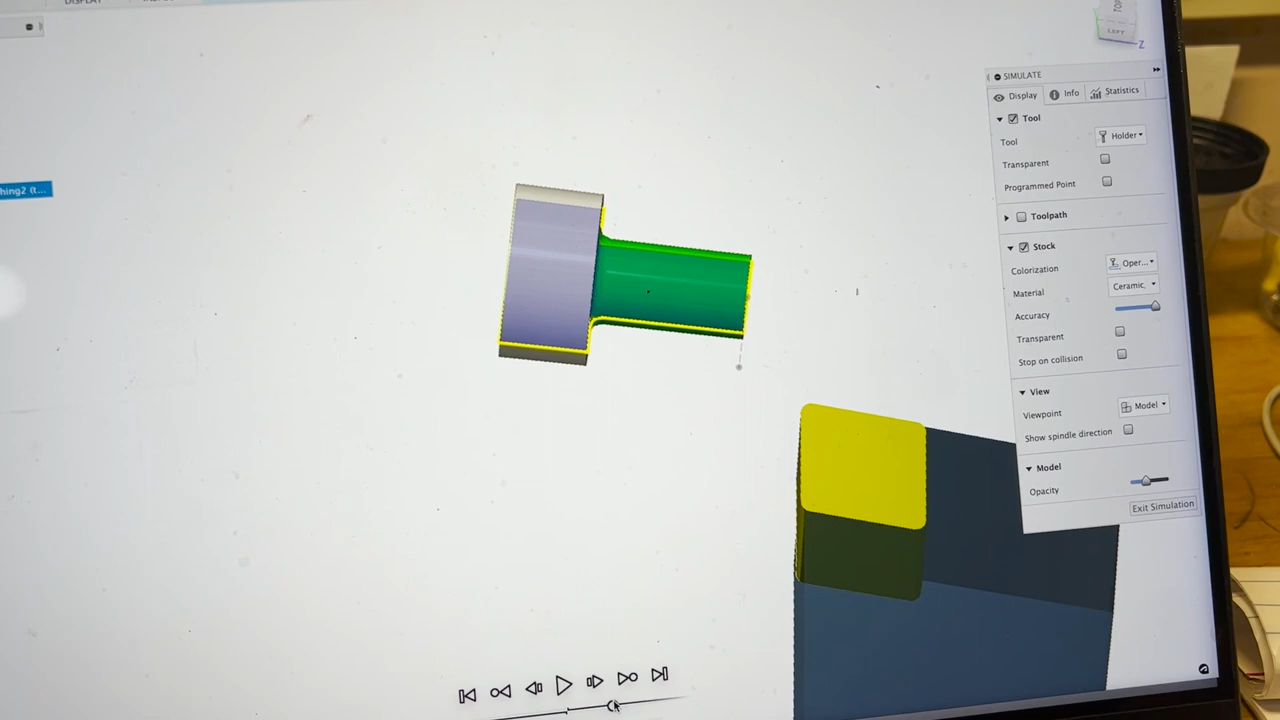 DISPLAY
TOP
LEFT
Z
SIMULATE
Display Info Statistics
Tool
Tool Holder
Transparent
Programmed Point
Toolpath
Stock
Colorization Oper...
Material Ceramic
Accuracy
Transparent
Stop on collision
View
Viewpoint Model
Show spindle direction
Model
Opacity
Exit Simulation
hing2 (t...